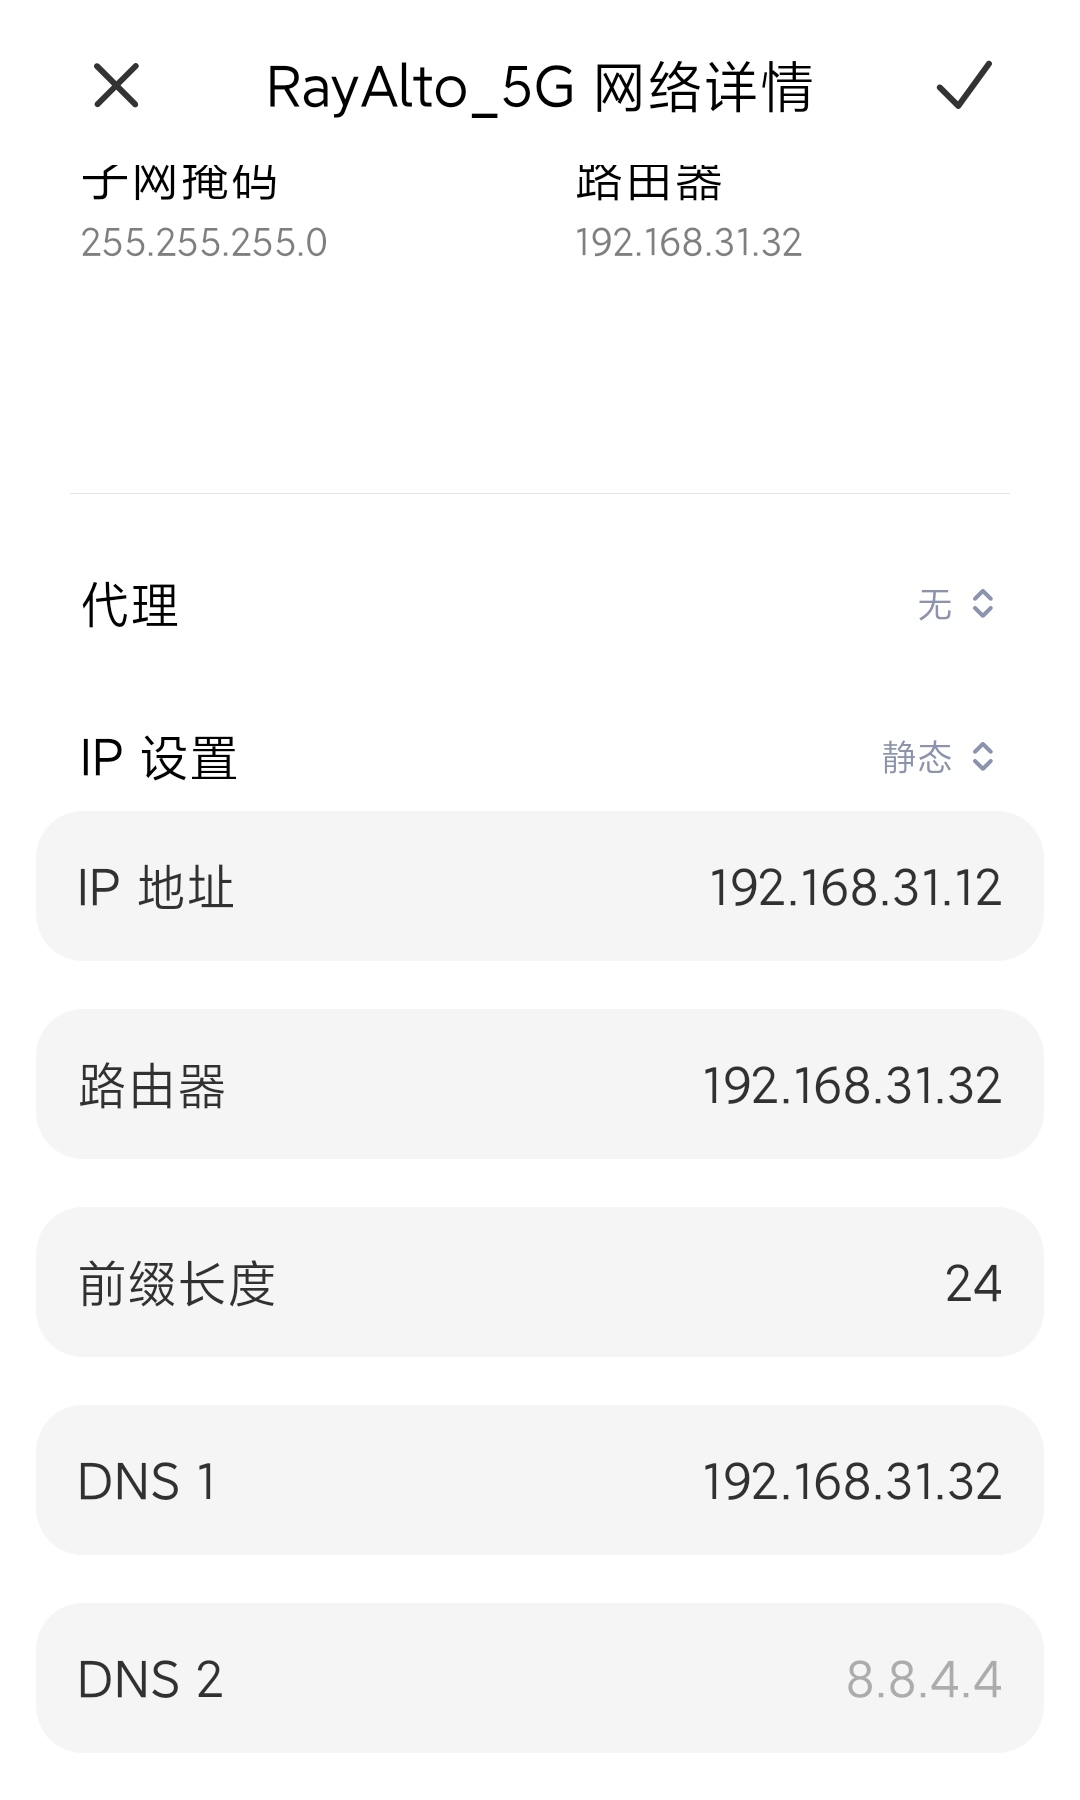 RayAlto_5G 网络详情
子网掩码
路由器
255.255.255.0
192.168.31.32
代理
无
IP 设置
静态
IP 地址
192.168.31.12
路由器
192.168.31.32
前缀长度
24
DNS 1
192.168.31.32
DNS 2
8.8.4.4